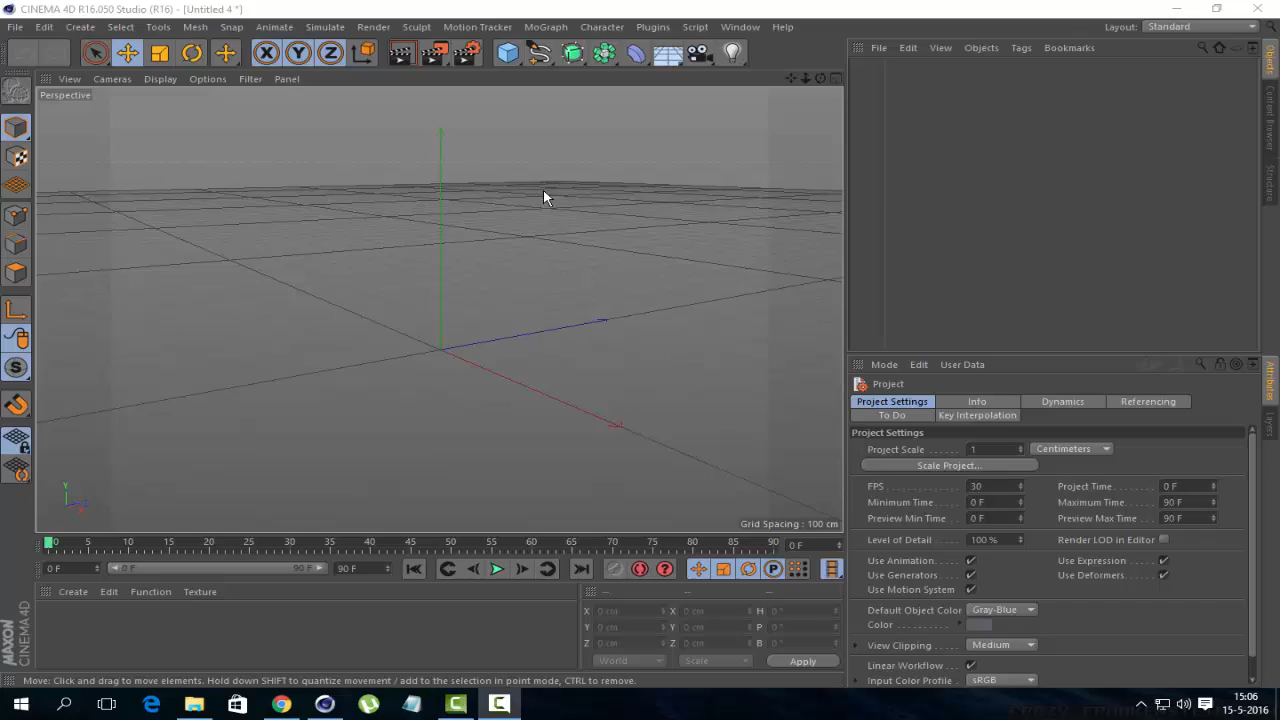 CINEMA 4D R16.050 Studio (R16) - [Untitled 4 *]
File Edit Create Select Tools Mesh Snap Animate Simulate Render Sculpt Motion Tracker MoGraph Character Plugins Script Window Help Layout: Standard
X Y Z File Edit View Objects Tags Bookmarks
View Cameras Display Options Filter Panel
Perspective
Objects
Content Browser
Structure
Y
Z
X
Grid Spacing : 100 cm
Mode Edit User Data
Project
Project Settings Info Dynamics Referencing
To Do Key Interpolation
Attributes
Layers
Project Settings
Project Scale 1 Centimeters
Scale Project...
FPS 30 Project Time 0 F
Minimum Time 0 F Maximum Time 90 F
Preview Min Time 0 F Preview Max Time 90 F
Level of Detail 100 % Render LOD in Editor
Use Animation Use Expression
Use Generators Use Deformers
Use Motion System
Default Object Color Gray-Blue
Color
View Clipping Medium
Linear Workflow
Input Color Profile sRGB
0 5 10 15 20 25 30 35 40 45 50 55 60 65 70 75 80 85 90 0 F
0 F 0 F 90 F 90 F
Create Edit Function Texture
-- -- --
X 0 cm X 0 cm H 0 °
Y 0 cm Y 0 cm P 0 °
Z 0 cm Z 0 cm B 0 °
World Scale Apply
MAXON CINEMA 4D
Move: Click and drag to move elements. Hold down SHIFT to quantize movement / add to the selection in point mode, CTRL to remove.
15:06
15-5-2016